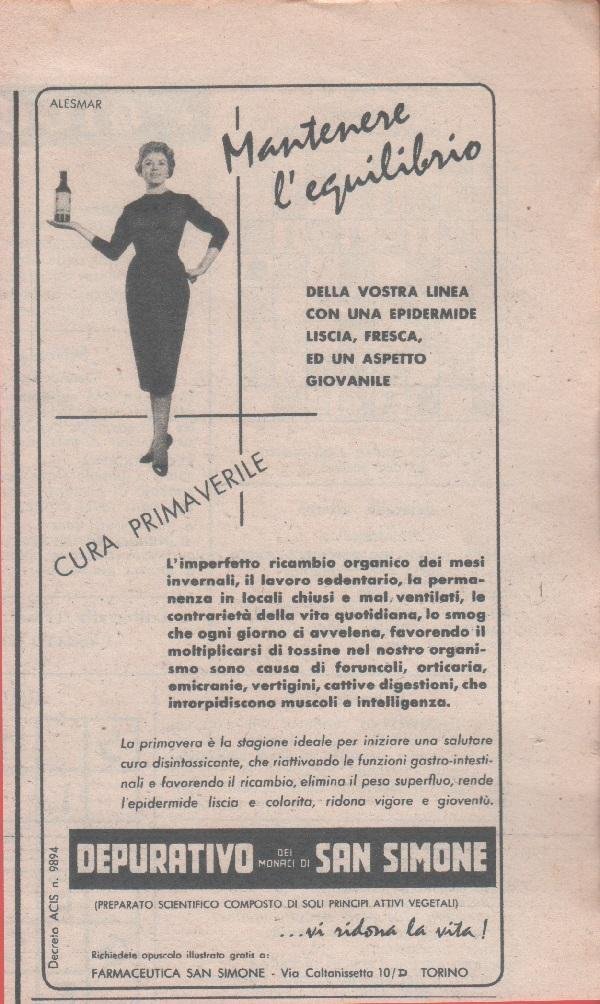 ALESMAR
Mantenere
l'equilibrio
DELLA VOSTRA LINEA
CON UNA EPIDERMIDE
LISCIA, FRESCA,
ED UN ASPETTO
GIOVANILE
CURA PRIMAVERILE
L'imperfetto ricambio organico dei mesi
invernali, il lavoro sedentario, la perma-
nenza in locali chiusi e mal ventilati, le
contrarietà della vita quotidiana, lo smog
che ogni giorno ci avvelena, favorendo il
moltiplicarsi di tossine nel nostro organi-
smo sono causa di foruncoli, orticaria,
emicranie, vertigini, cattive digestioni, che
intorpidiscono muscoli e intelligenza.
La primavera è la stagione ideale per iniziare una salutare
cura disintossicante, che riattivando le funzioni gastro-intesti-
nali e favorendo il ricambio, elimina il peso superfluo, rende
l'epidermide liscia e colorita, ridona vigore e gioventù.
DEPURATIVO DEI MONACI DI SAN SIMONE
(PREPARATO SCIENTIFICO COMPOSTO DI SOLI PRINCIPI ATTIVI VEGETALI)
...vi ridona la vita!
Richiedete opuscolo illustrato gratis a:
FARMACEUTICA SAN SIMONE - Via Caltanissetta 10/D TORINO
Decreto ACIS n. 9894